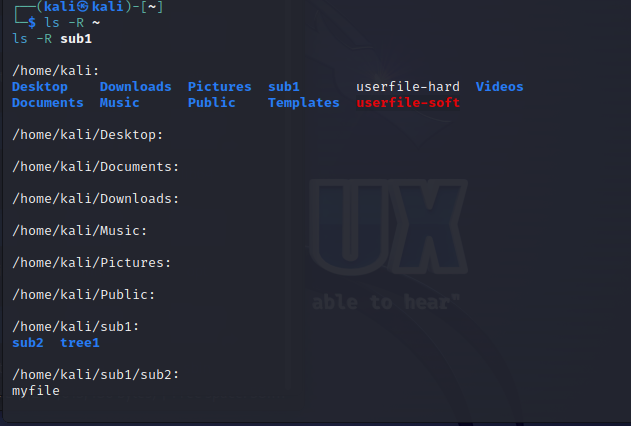 ┌──(kali㉿kali)-[~]
└─$ ls -R ~
ls -R sub1
/home/kali:
Desktop Downloads Pictures sub1 userfile-hard Videos
Documents Music Public Templates userfile-soft
/home/kali/Desktop:
/home/kali/Documents:
/home/kali/Downloads:
/home/kali/Music:
/home/kali/Pictures:
/home/kali/Public:
/home/kali/sub1:
sub2 tree1
/home/kali/sub1/sub2:
myfile
UX
able to hear"